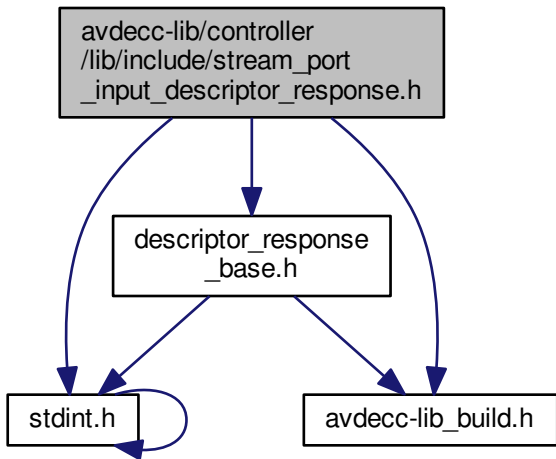 avdecc-lib/controller
/lib/include/stream_port
_input_descriptor_response.h
descriptor_response
_base.h
stdint.h
avdecc-lib_build.h